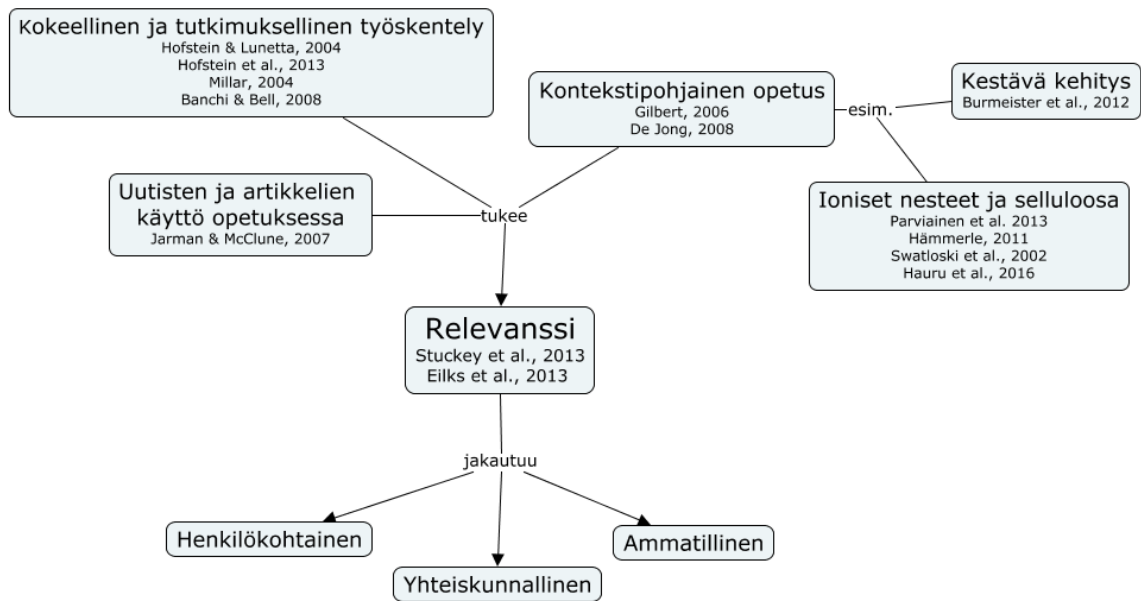 Kokeellinen ja tutkimuksellinen työskentely
Hofstein & Lunetta, 2004
Hofstein et al., 2013
Millar, 2004
Banchi & Bell, 2008
Kontekstipohjainen opetus
Gilbert, 2006
De Jong, 2008
esim.
Kestävä kehitys
Burmeister et al., 2012
Uutisten ja artikkelien
käyttö opetuksessa
Jarman & McClune, 2007
Ioniset nesteet ja selluloosa
Parviainen et al. 2013
Hämmerle, 2011
Swatloski et al., 2002
Hauru et al., 2016
tukee
Relevanssi
Stuckey et al., 2013
Eilks et al., 2013
jakautuu
Henkilökohtainen
Yhteiskunnallinen
Ammatillinen